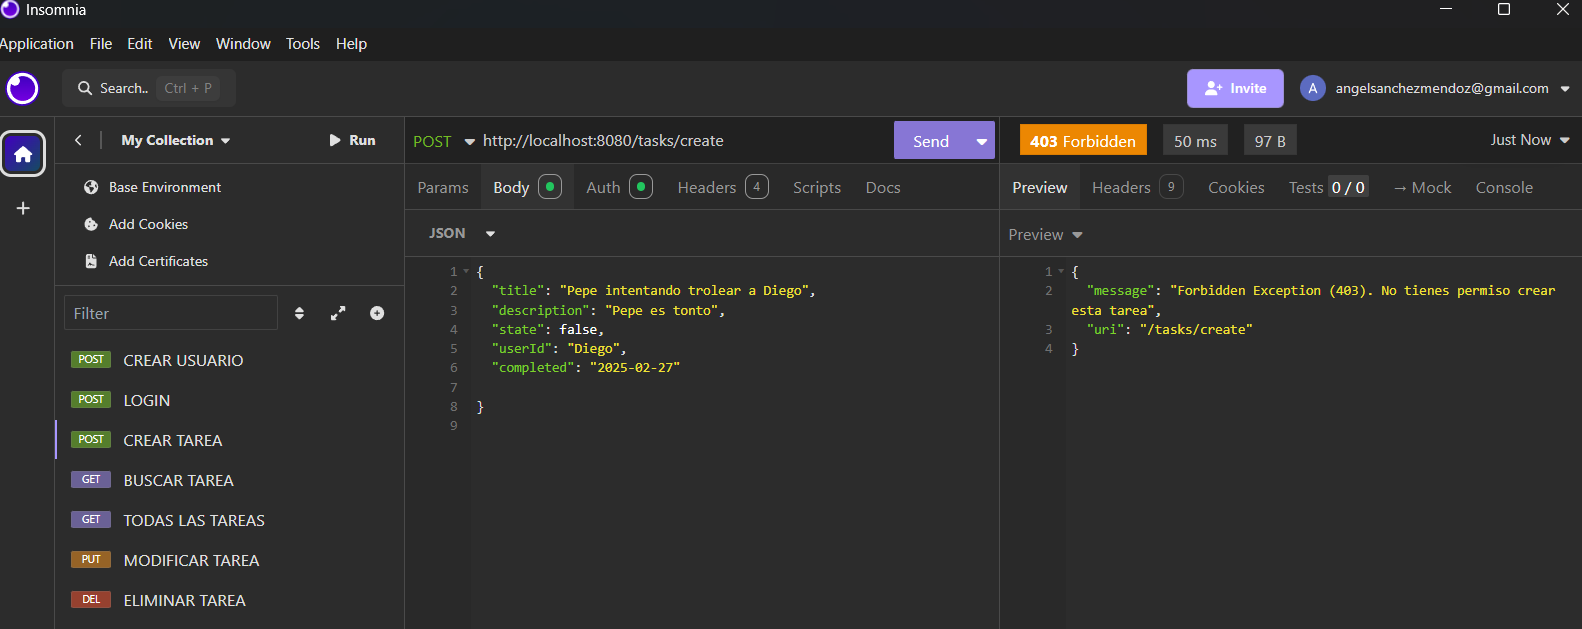 Insomnia
Application File Edit View Window Tools Help
Search.. Ctrl + P
Invite
A angelsanchezmendoz@gmail.com
My Collection Run
POST http://localhost:8080/tasks/create Send
403 Forbidden 50 ms 97 B Just Now
Base Environment
Add Cookies
Add Certificates
Filter
POST CREAR USUARIO
POST LOGIN
POST CREAR TAREA
GET BUSCAR TAREA
GET TODAS LAS TAREAS
PUT MODIFICAR TAREA
DEL ELIMINAR TAREA
Params Body Auth Headers 4 Scripts Docs
JSON
1 {
2 "title": "Pepe intentando trolear a Diego",
3 "description": "Pepe es tonto",
4 "state": false,
5 "userId": "Diego",
6 "completed": "2025-02-27"
7
8 }
9
Preview Headers 9 Cookies Tests 0 / 0 → Mock Console
Preview
1 {
2 "message": "Forbidden Exception (403). No tienes permiso crear
esta tarea",
3 "uri": "/tasks/create"
4 }